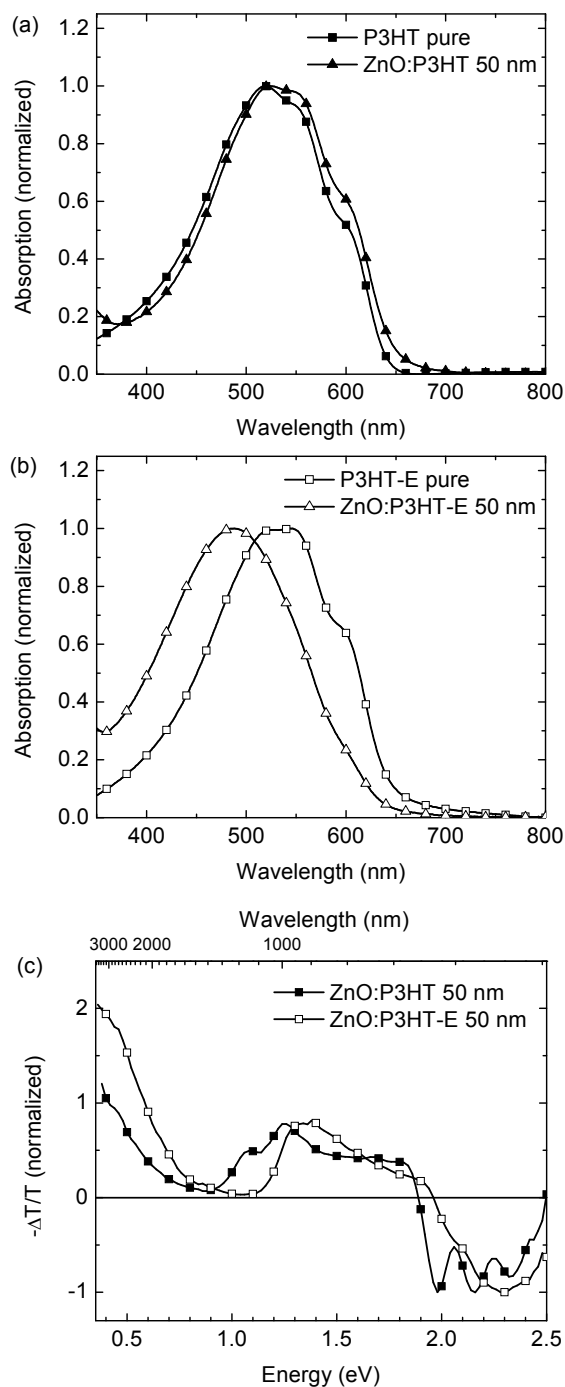 (a)
P3HT pure
ZnO:P3HT 50 nm
1.2
1.0
0.8
0.6
0.4
0.2
0.0
Absorption (normalized)
400 500 600 700 800
Wavelength (nm)
(b)
P3HT-E pure
ZnO:P3HT-E 50 nm
1.2
1.0
0.8
0.6
0.4
0.2
0.0
Absorption (normalized)
400 500 600 700 800
Wavelength (nm)
Wavelength (nm)
3000 2000 1000
(c)
ZnO:P3HT 50 nm
ZnO:P3HT-E 50 nm
2
1
0
-1
-ΔT/T (normalized)
0.5 1.0 1.5 2.0 2.5
Energy (eV)